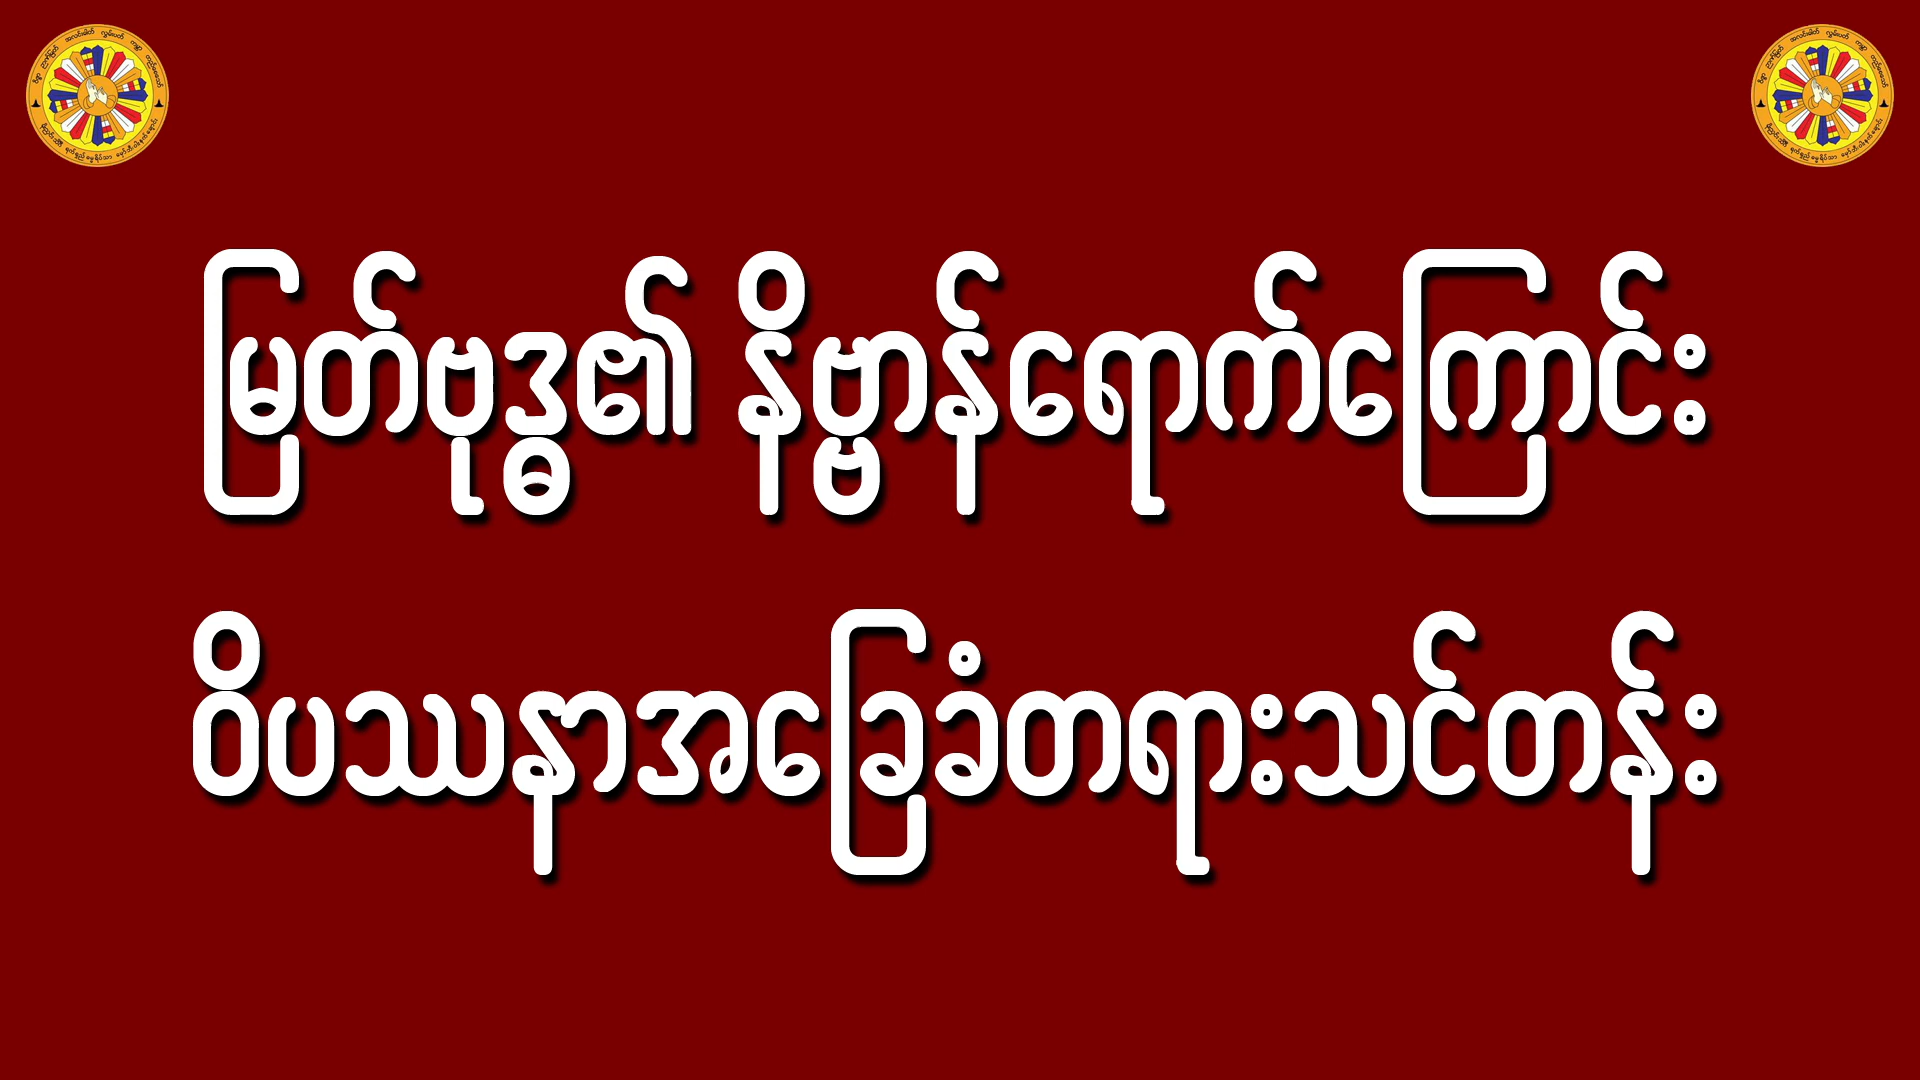 မြတ်ဗုဒ္ဓ၏ နိဗ္ဗာန်ရောက်ကြောင်း
ဝိပဿနာအခြေခံတရားသင်တန်း